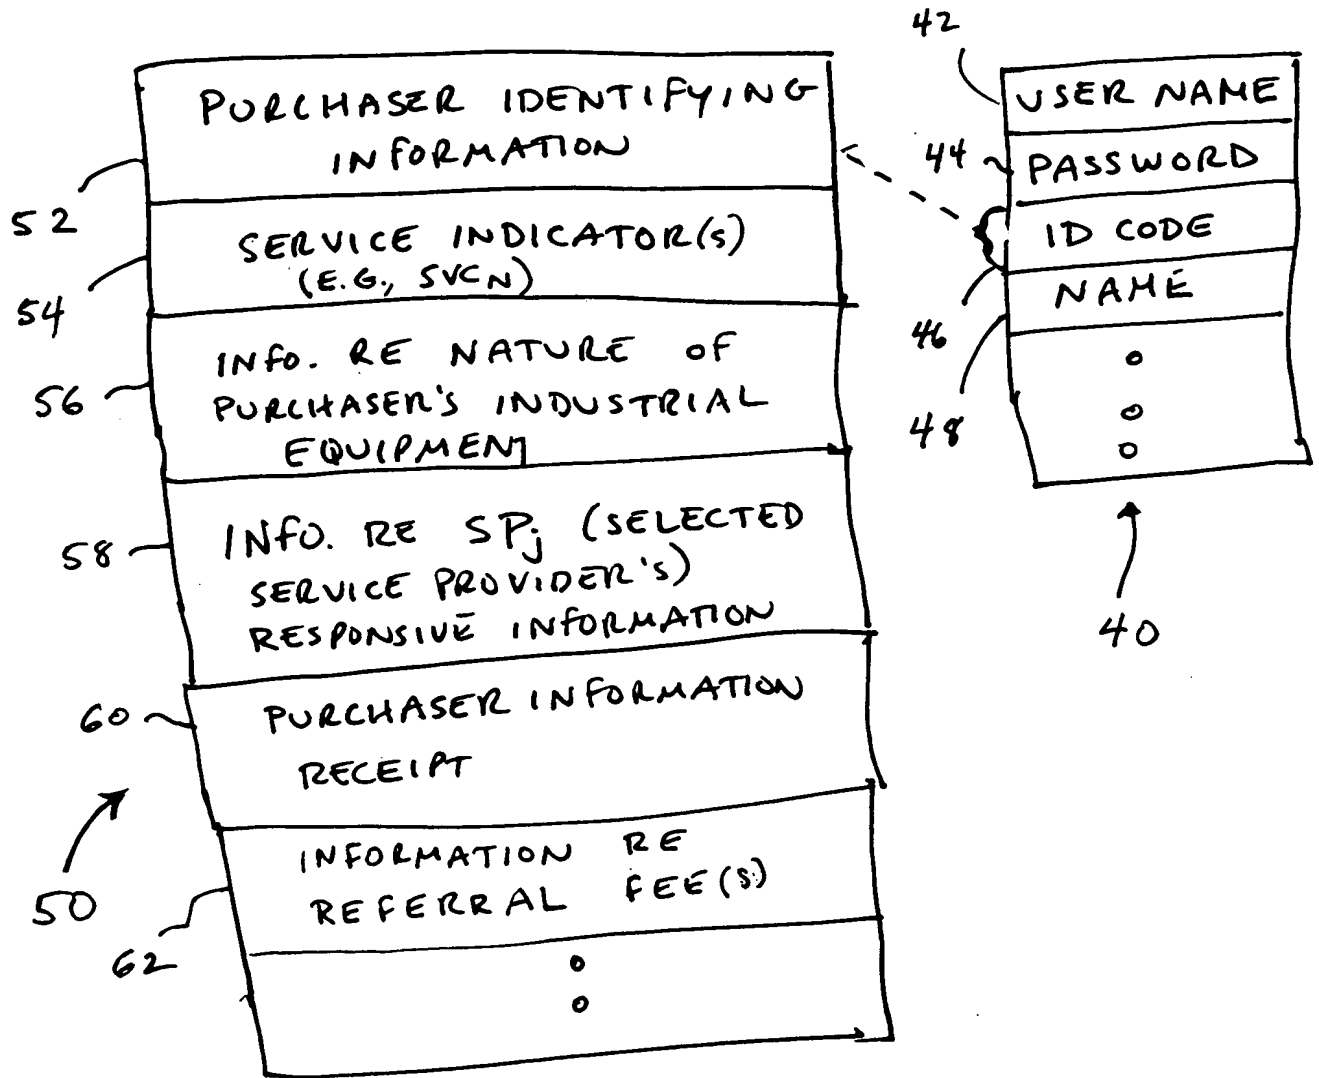 PURCHASER IDENTIFYING
INFORMATION
52
SERVICE INDICATOR(s)
(E.G., SVCN)
54
INFO. RE NATURE OF
PURCHASER'S INDUSTRIAL
EQUIPMENT
56
INFO. RE SPj (SELECTED
SERVICE PROVIDER's)
RESPONSIVE INFORMATION
58
PURCHASER INFORMATION
RECEIPT
60
50
INFORMATION RE
REFERRAL FEE(s)
62
42
USER NAME
44
PASSWORD
ID CODE
46
NAME
48
40